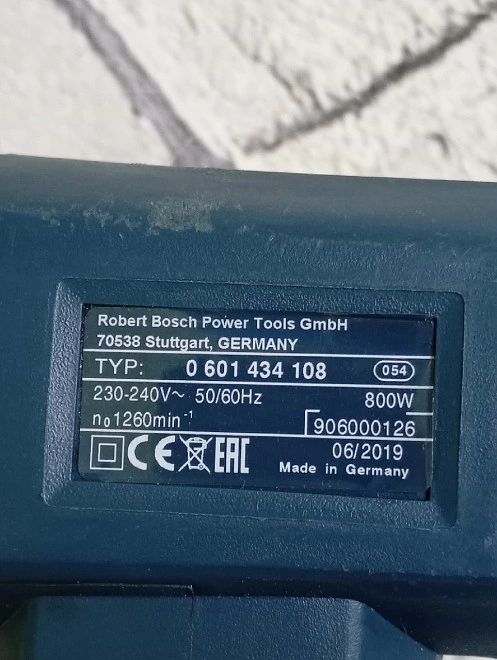 Robert Bosch Power Tools GmbH
70538 Stuttgart, GERMANY
TYP: 0 601 434 108 054
230-240V~ 50/60Hz 800W
n₀1260min⁻¹ 906000126
CE EAC 06/2019
Made in Germany